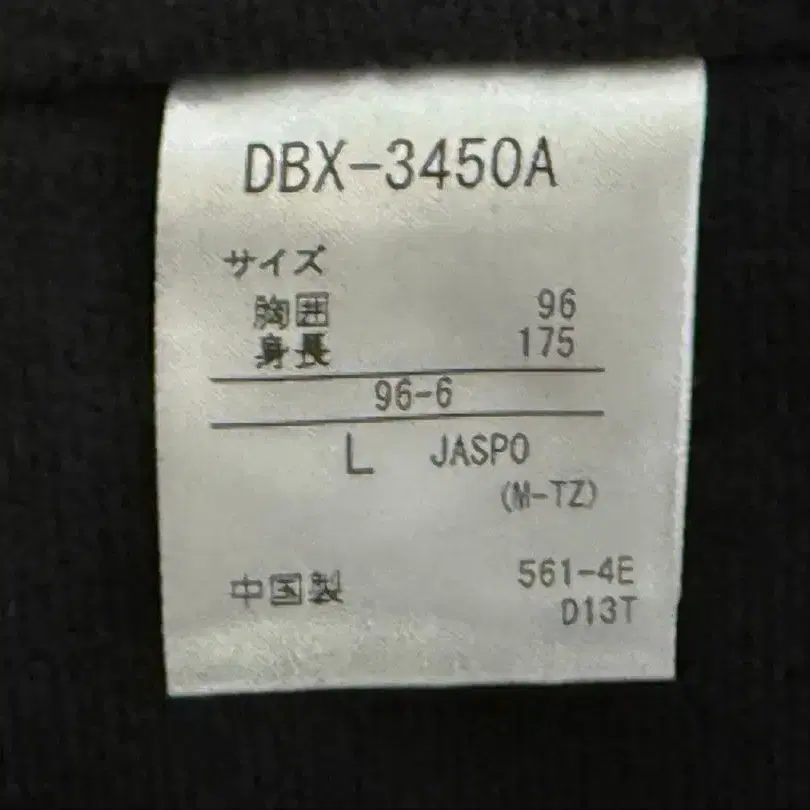 DBX-3450A
サイズ
胸囲 96
身長 175
96-6
L JASPO
(M-TZ)
中国製 561-4E
D13T